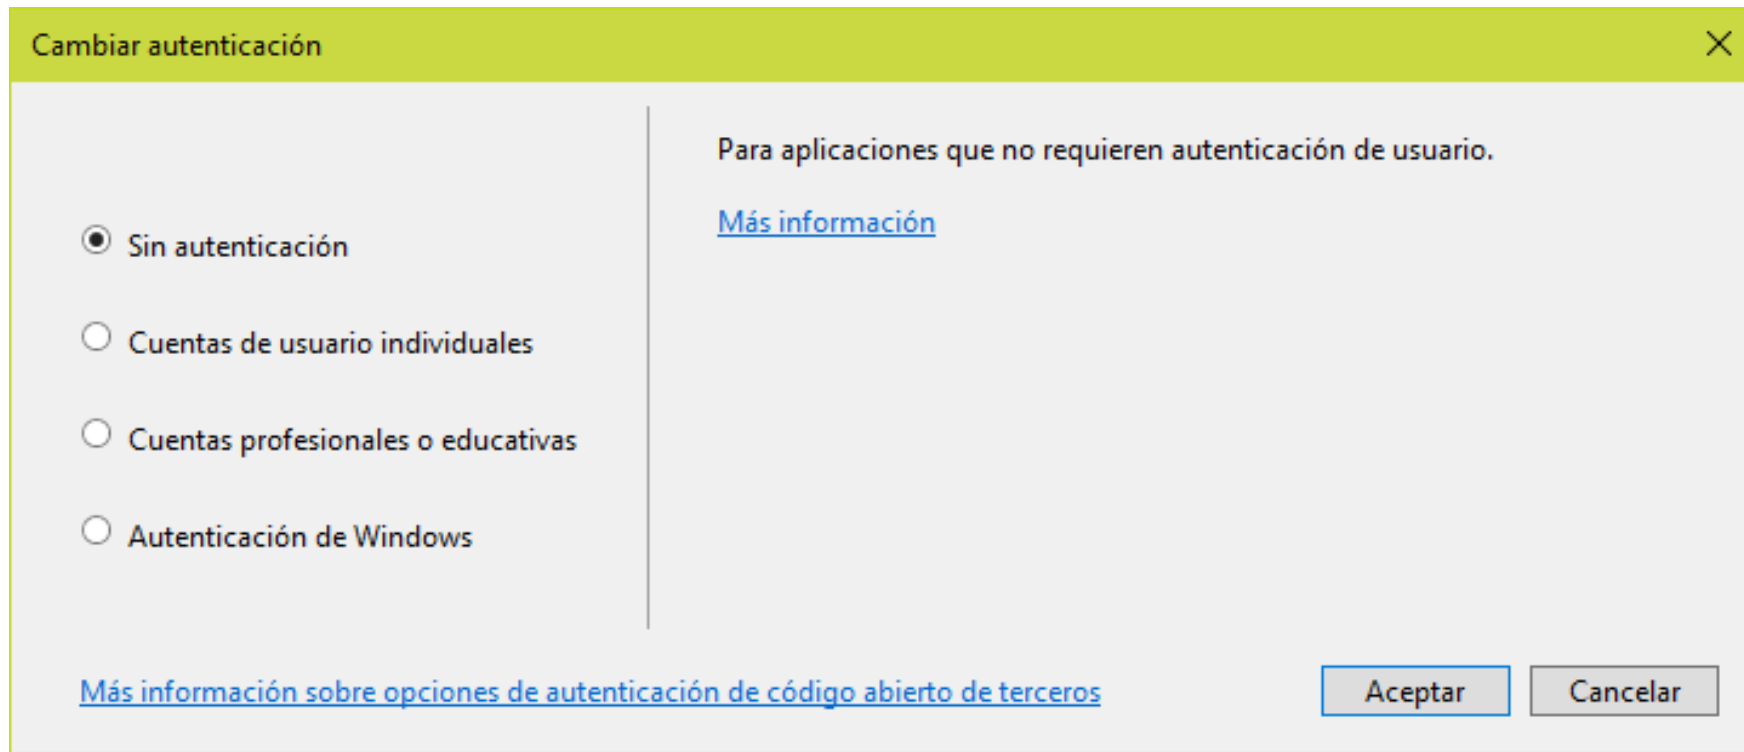 Cambiar autenticación
Para aplicaciones que no requieren autenticación de usuario.
Más información
Sin autenticación
Cuentas de usuario individuales
Cuentas profesionales o educativas
Autenticación de Windows
Más información sobre opciones de autenticación de código abierto de terceros
Aceptar
Cancelar